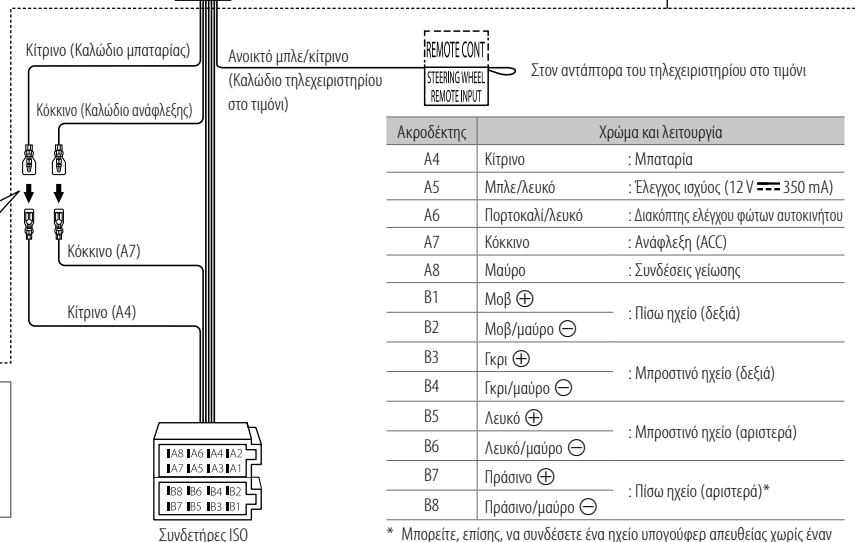 Κίτρινο (Καλώδιο μπαταρίας)
Ανοικτό μπλε/κίτρινο
(Καλώδιο τηλεχειριστηρίου
στο τιμόνι)
REMOTE CONT
STEERING WHEEL
REMOTE INPUT
Στον αντάπτορα του τηλεχειριστηρίου στο τιμόνι
Κόκκινο (Καλώδιο ανάφλεξης)
Κόκκινο (A7)
Κίτρινο (A4)
A8 A6 A4 A2
A7 A5 A3 A1
B8 B6 B4 B2
B7 B5 B3 B1
Συνδετήρες ISO
Ακροδέκτης Χρώμα και λειτουργία
A4 Κίτρινο : Μπαταρία
A5 Μπλε/λευκό : Έλεγχος ισχύος (12 V ⎓ 350 mA)
A6 Πορτοκαλί/λευκό : Διακόπτης ελέγχου φώτων αυτοκινήτου
A7 Κόκκινο : Ανάφλεξη (ACC)
A8 Μαύρο : Συνδέσεις γείωσης
B1 Μοβ ⊕
: Πίσω ηχείο (δεξιά)
B2 Μοβ/μαύρο ⊖
B3 Γκρι ⊕
: Μπροστινό ηχείο (δεξιά)
B4 Γκρι/μαύρο ⊖
B5 Λευκό ⊕
: Μπροστινό ηχείο (αριστερά)
B6 Λευκό/μαύρο ⊖
B7 Πράσινο ⊕
: Πίσω ηχείο (αριστερά)*
B8 Πράσινο/μαύρο ⊖
* Μπορείτε, επίσης, να συνδέσετε ένα ηχείο υπογούφερ απευθείας χωρίς έναν